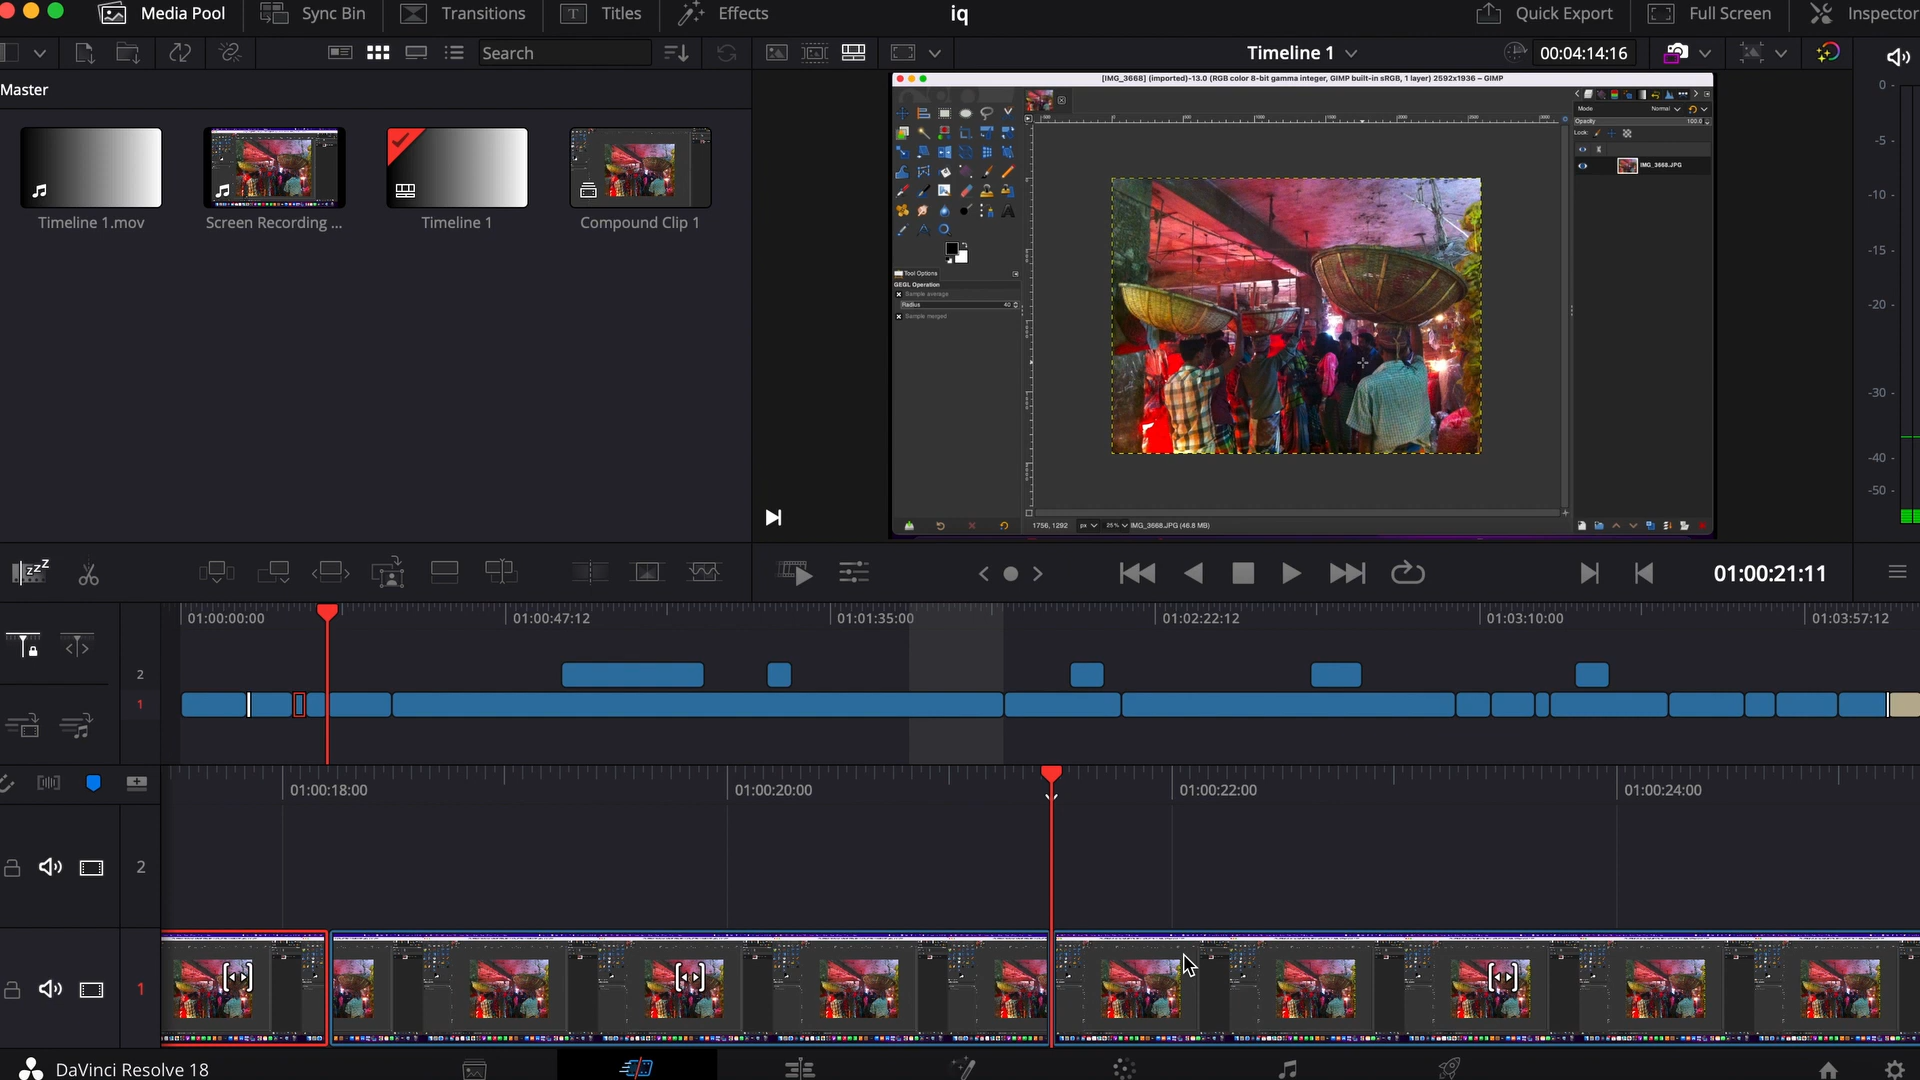 Media Pool
Sync Bin
Transitions
Titles
Effects
iq
Quick Export
Full Screen
Inspector
Search
Timeline 1
00:04:14:16
Master
Timeline 1.mov
Screen Recording ...
Timeline 1
Compound Clip 1
[IMG_3668] (imported)-13.0 (RGB color 8-bit gamma integer, GIMP built-in sRGB, 1 layer) 2592x1936 – GIMP
Tool Options
GEGL Operation
Sample average
Radius 40
Sample merged
Mode Normal
Opacity 100.0
Lock:
IMG_3668.JPG
1756, 1292 px 25% IMG_3668.JPG (46.8 MB)
0
-5
-10
-15
-20
-30
-40
-50
zzZ
01:00:21:11
01:00:00:00
01:00:47:12
01:01:35:00
01:02:22:12
01:03:10:00
01:03:57:12
2
1
01:00:18:00
01:00:20:00
01:00:22:00
01:00:24:00
2
1
DaVinci Resolve 18